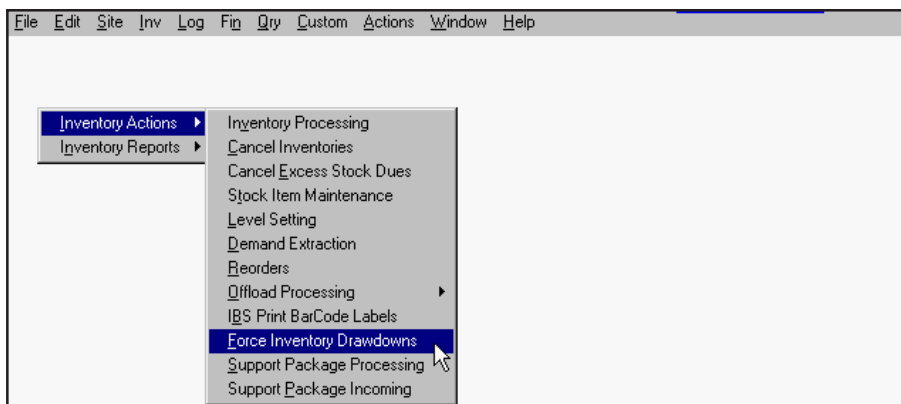 File Edit Site Inv Log Fin Qry Custom Actions Window Help
Inventory Actions
Inventory Reports
Inventory Processing
Cancel Inventories
Cancel Excess Stock Dues
Stock Item Maintenance
Level Setting
Demand Extraction
Reorders
Offload Processing
IBS Print BarCode Labels
Force Inventory Drawdowns
Support Package Processing
Support Package Incoming